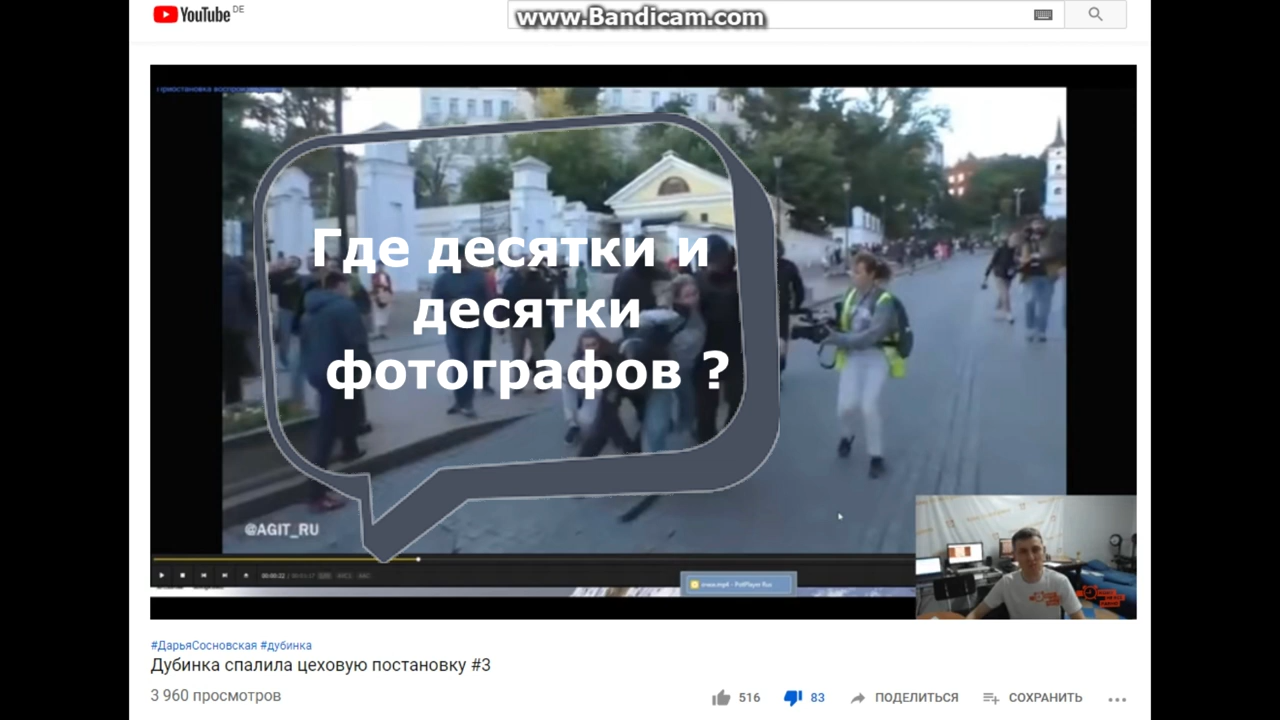 YouTube DE
www.Bandicam.com
Где десятки и
десятки
фотографов ?
@AGIT_RU
#ДарьяСосновская #дубинка
Дубинка спалила цеховую постановку #3
3 960 просмотров
516
83
ПОДЕЛИТЬСЯ
СОХРАНИТЬ